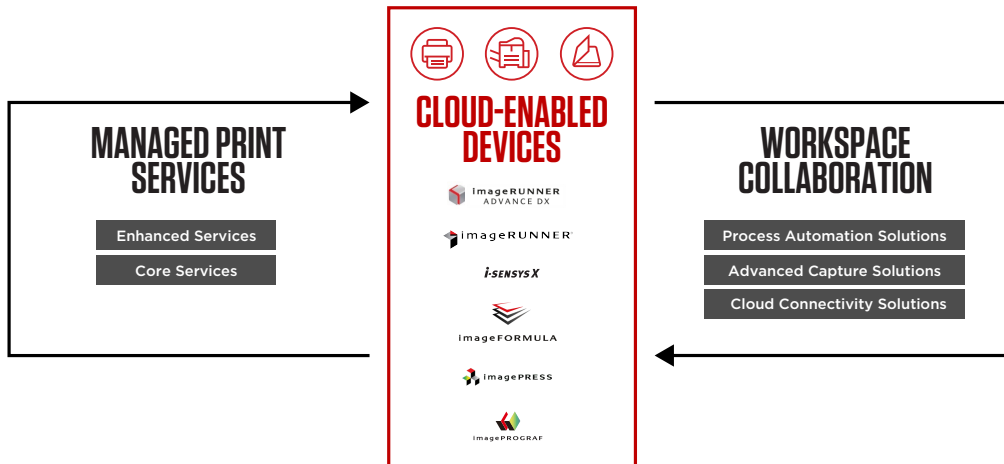 MANAGED PRINT
SERVICES
Enhanced Services
Core Services
CLOUD-ENABLED
DEVICES
imageRUNNER
ADVANCE DX
imageRUNNER
i-SENSYS X
imageFORMULA
imagePRESS
imagePROGRAF
WORKSPACE
COLLABORATION
Process Automation Solutions
Advanced Capture Solutions
Cloud Connectivity Solutions